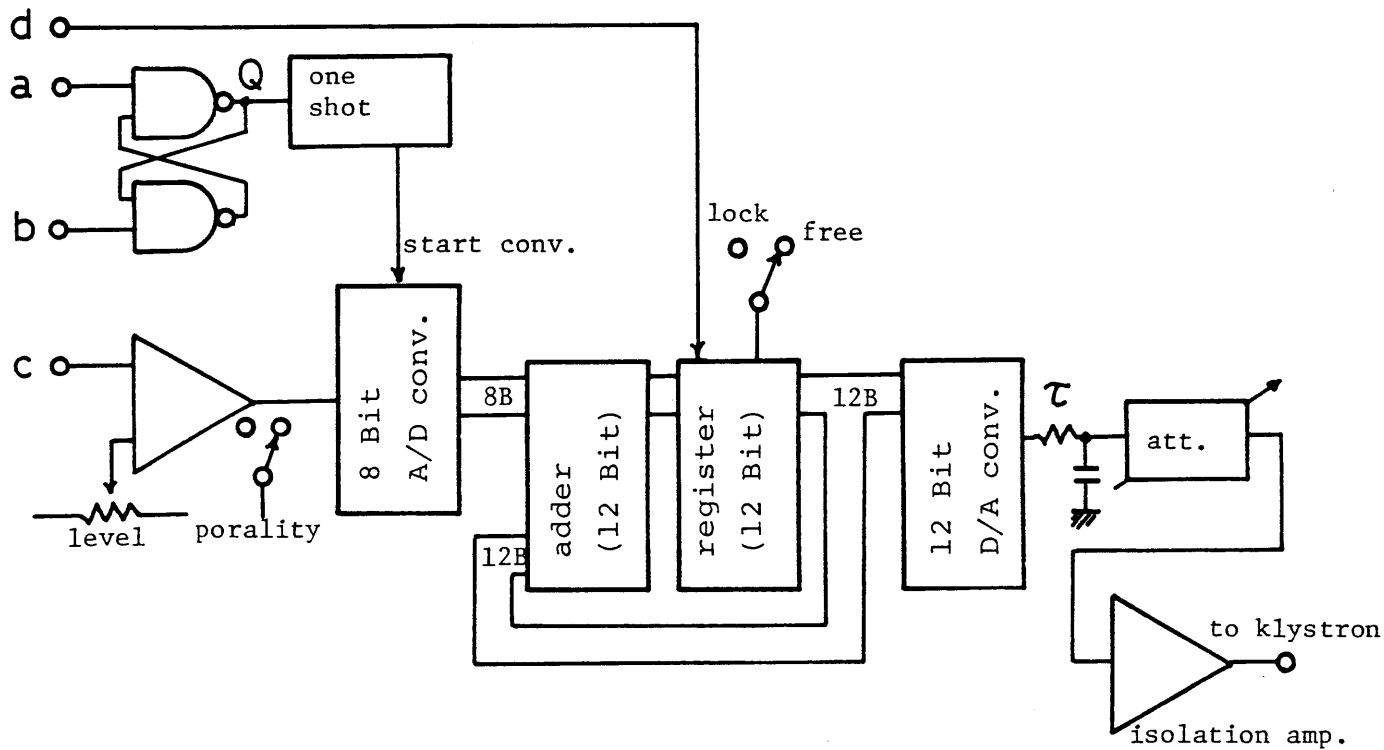 d
a
Q
one
shot
b
start conv.
lock
free
c
8 Bit
A/D conv.
8B
adder
(12 Bit)
register
(12 Bit)
12B
12 Bit
D/A conv.
τ
att.
level
porality
12B
to klystron
isolation amp.